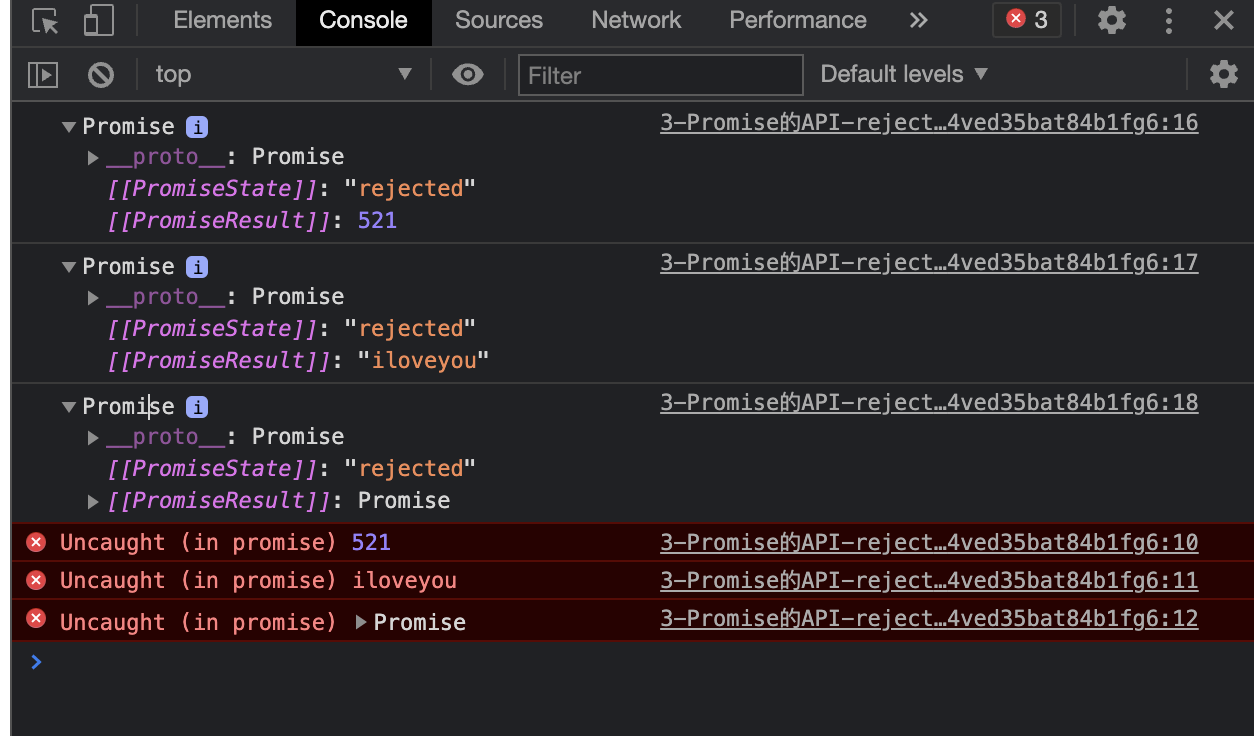 Elements Console Sources Network Performance » 3
top Filter Default levels
Promise i 3-Promise的API-reject…4ved35bat84b1fg6:16
__proto__: Promise
[[PromiseState]]: "rejected"
[[PromiseResult]]: 521
Promise i 3-Promise的API-reject…4ved35bat84b1fg6:17
__proto__: Promise
[[PromiseState]]: "rejected"
[[PromiseResult]]: "iloveyou"
Promise i 3-Promise的API-reject…4ved35bat84b1fg6:18
__proto__: Promise
[[PromiseState]]: "rejected"
[[PromiseResult]]: Promise
Uncaught (in promise) 521 3-Promise的API-reject…4ved35bat84b1fg6:10
Uncaught (in promise) iloveyou 3-Promise的API-reject…4ved35bat84b1fg6:11
Uncaught (in promise) Promise 3-Promise的API-reject…4ved35bat84b1fg6:12